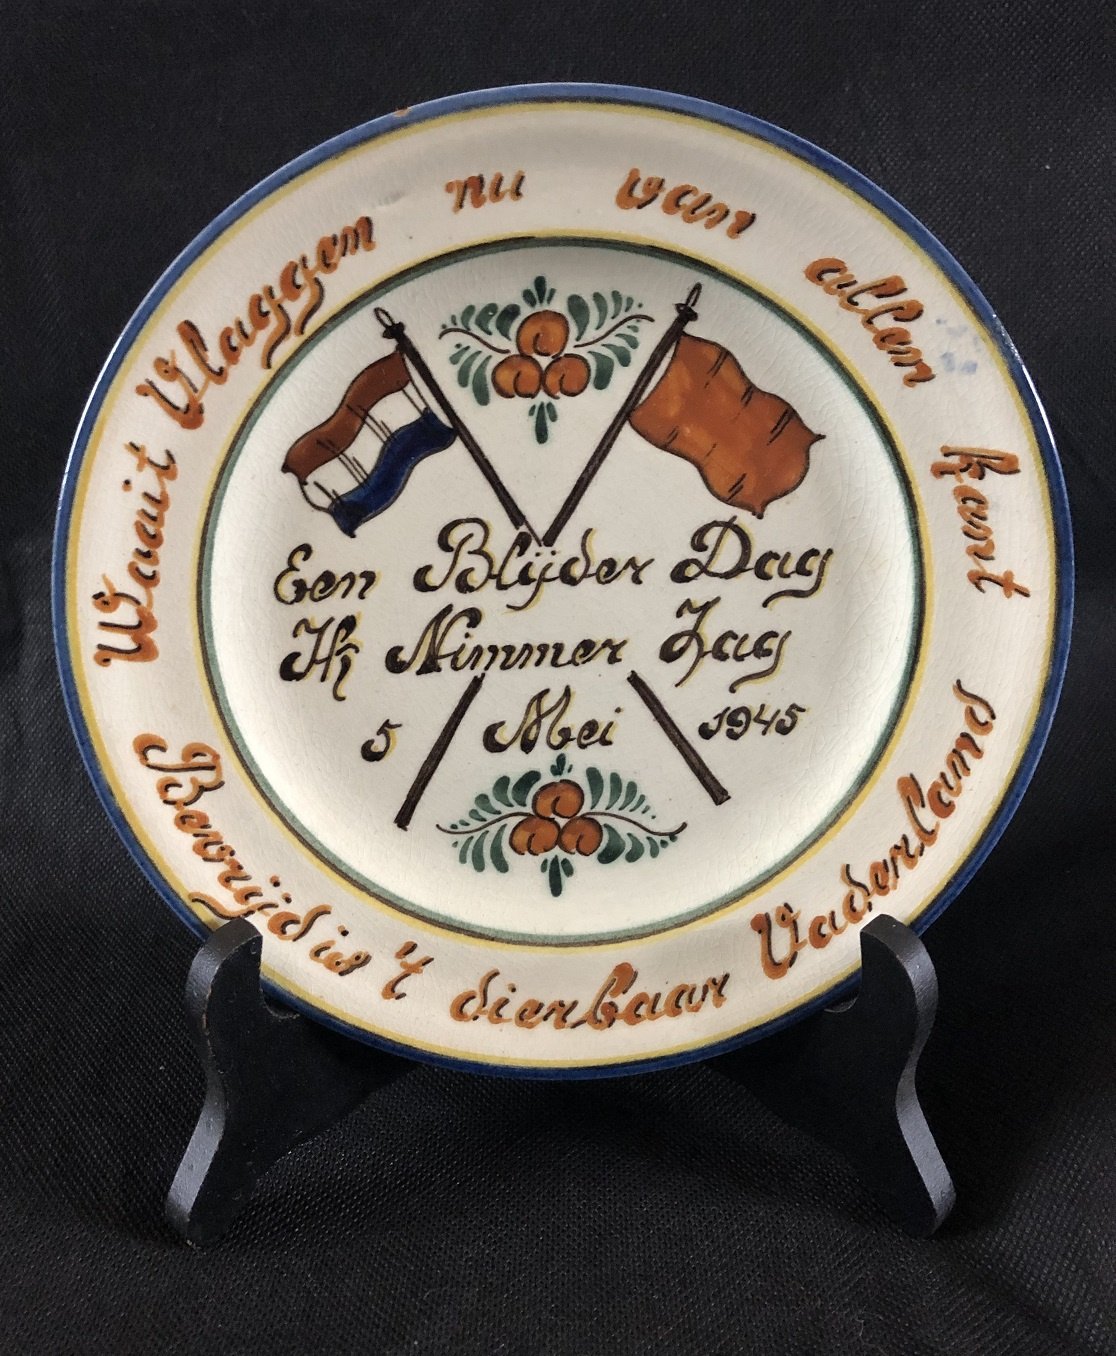 Waait Vlaggen nu van allen kant
Een Blijder Dag
Ik Nimmer Zag
5 Mei 1945
Bevrijd is 't dierbaar Vaderland